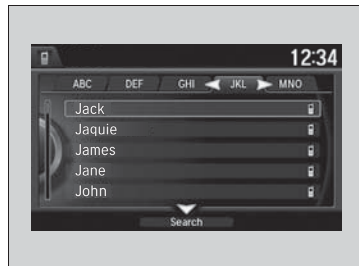 12:34
ABC DEF GHI JKL MNO
Jack
Jaquie
James
Jane
John
Search